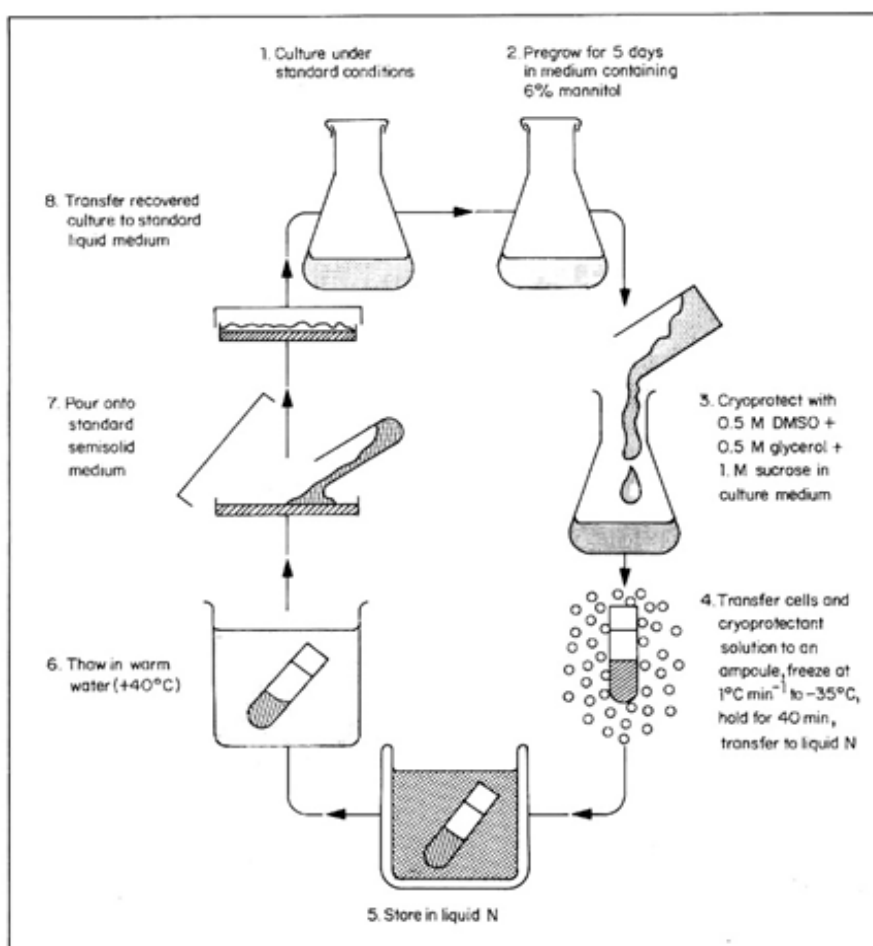 1. Culture under
standard conditions
2. Pregrow for 5 days
in medium containing
6% mannitol
3. Cryoprotect with
0.5 M DMSO +
0.5 M glycerol +
1. M sucrose in
culture medium
4. Transfer cells and
cryoprotectant
solution to an
ampoule, freeze at
1°C min⁻¹ to -35°C,
hold for 40 min,
transfer to liquid N
5. Store in liquid N
6. Thaw in warm
water (+40°C)
7. Pour onto
standard
semisolid
medium
8. Transfer recovered
culture to standard
liquid medium